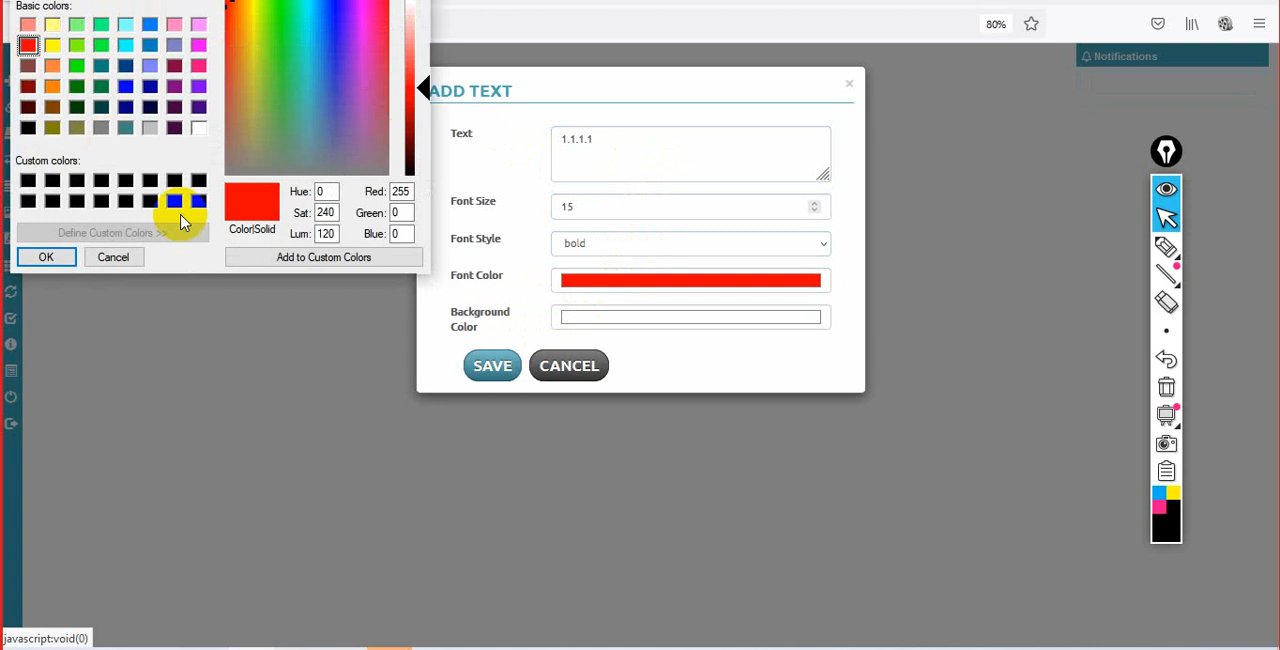 Basic colors:
Custom colors:
Define Custom Colors >>
OK
Cancel
Hue: 0
Sat: 240
Lum: 120
Red: 255
Green: 0
Blue: 0
Color|Solid
Add to Custom Colors
80%
Notifications
ADD TEXT
×
Text
1.1.1.1
Font Size
15
Font Style
bold
Font Color
Background
Color
SAVE
CANCEL
javascript:void(0)